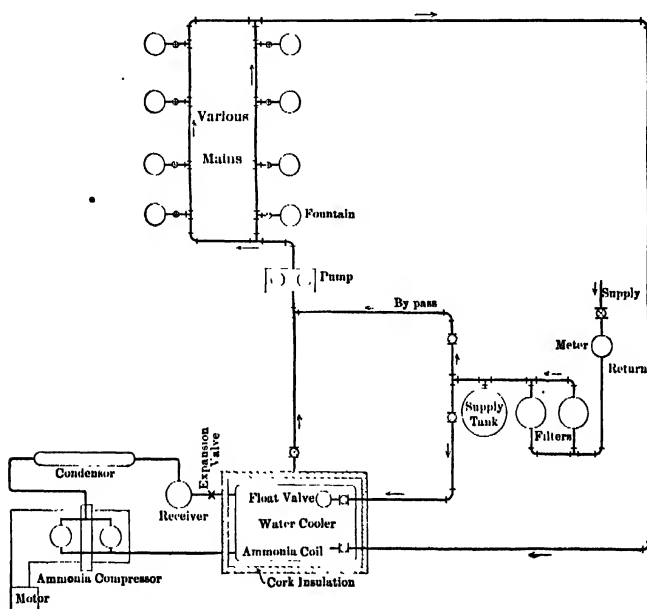 Various
Mains
Fountain
Pump
Supply
By pass
Meter
Return
Supply
Tank
Filters
Expansion
Valve
Condensor
Receiver
Float Valve
Water Cooler
Ammonia Coil
Cork Insulation
Ammonia Compressor
Motor